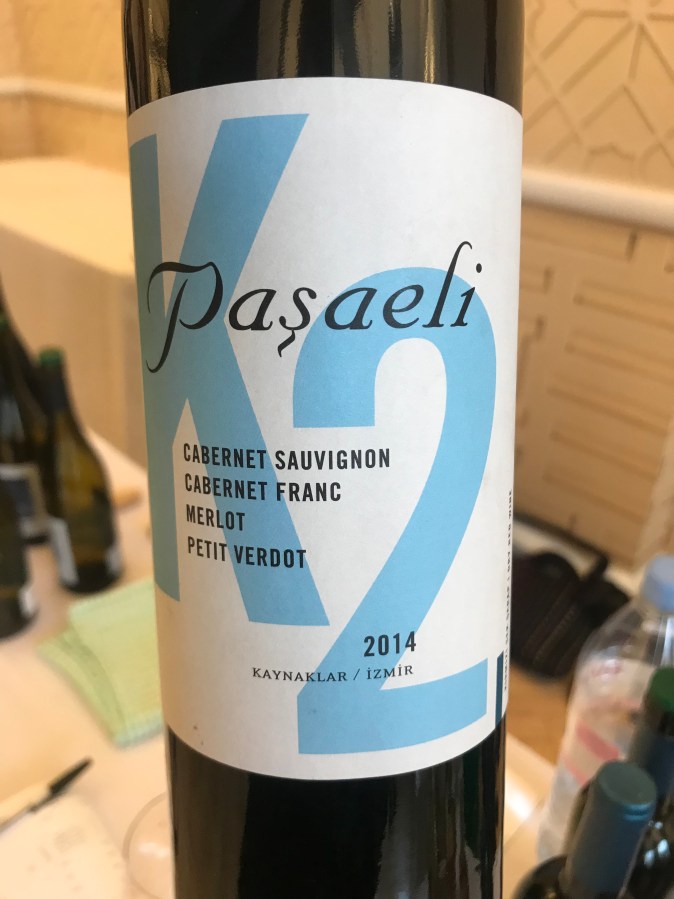 K2
Paşaeli
CABERNET SAUVIGNON
CABERNET FRANC
MERLOT
PETIT VERDOT
2014
KAYNAKLAR / İZMİR